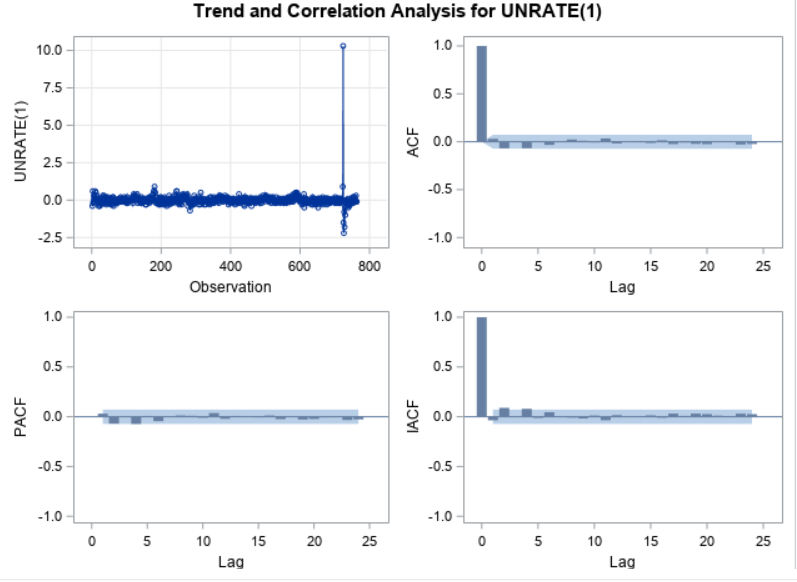 Trend and Correlation Analysis for UNRATE(1)
UNRATE(1)
10.0
7.5
5.0
2.5
0.0
-2.5
0 200 400 600 800
Observation
ACF
1.0
0.5
0.0
-0.5
-1.0
0 5 10 15 20 25
Lag
PACF
1.0
0.5
0.0
-0.5
-1.0
0 5 10 15 20 25
Lag
IACF
1.0
0.5
0.0
-0.5
-1.0
0 5 10 15 20 25
Lag